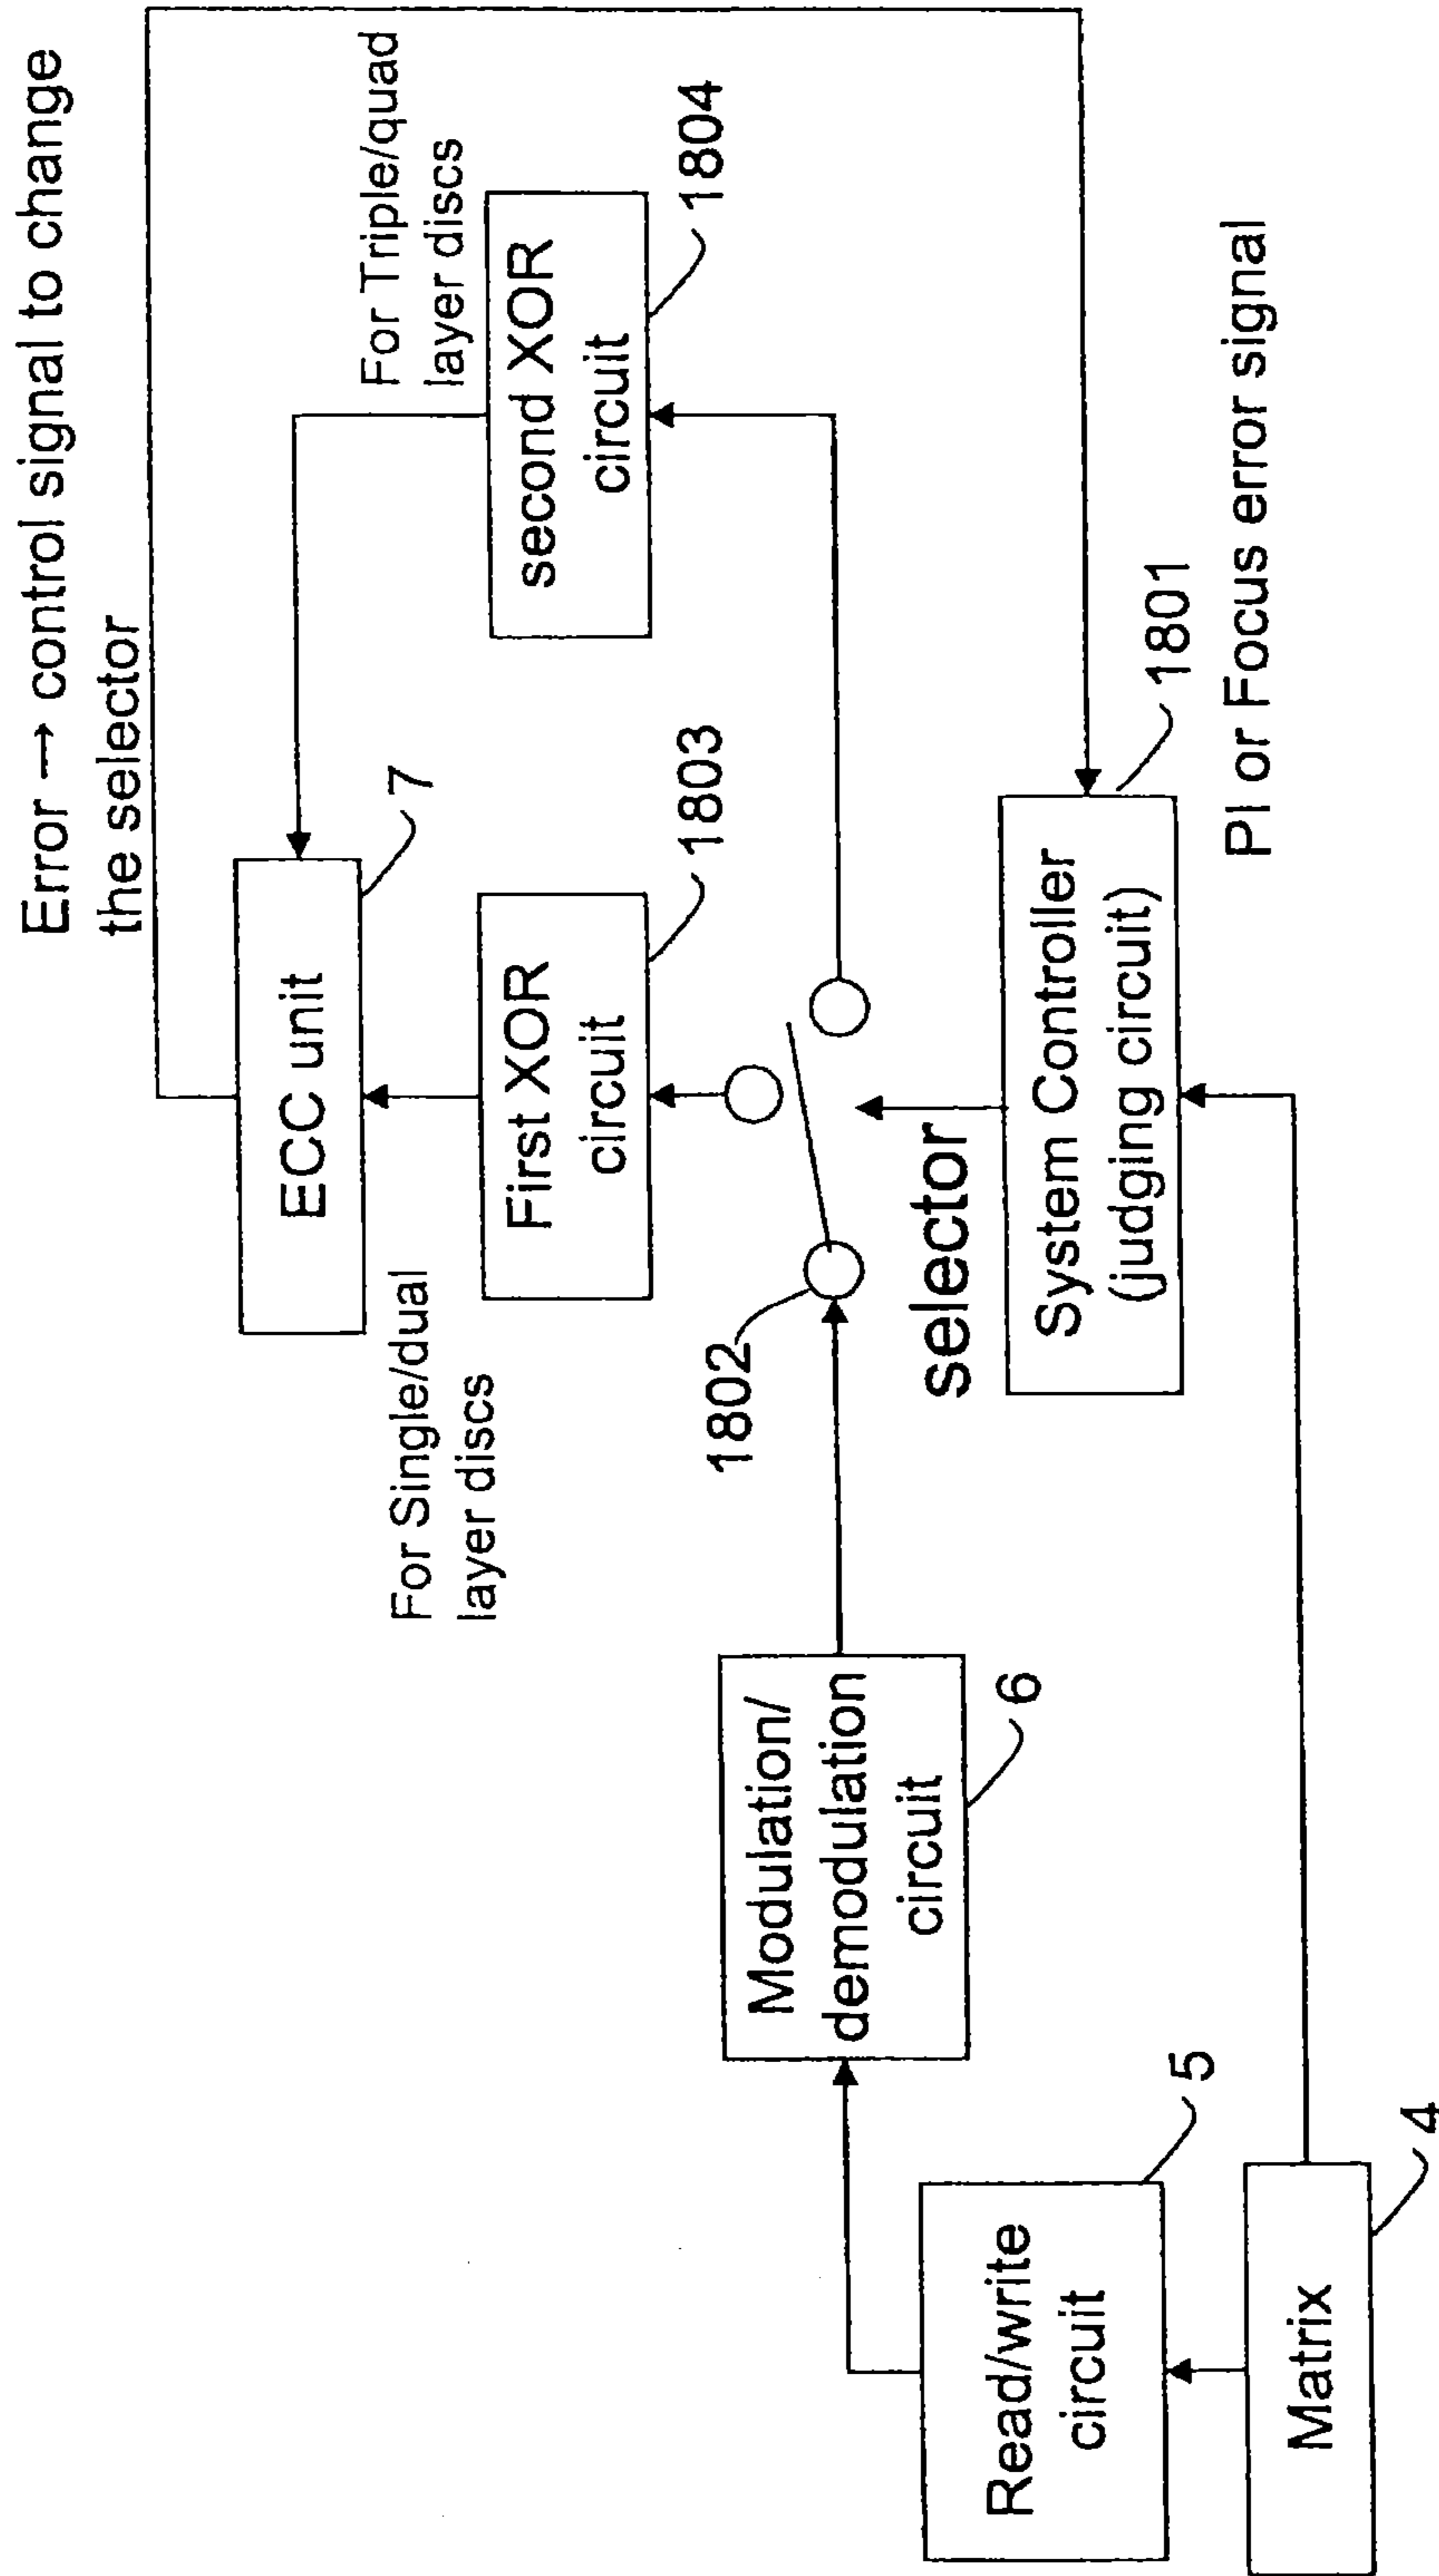 Error → control signal to change
the selector
For Triple/quad
layer discs
ECC unit
7
For Single/dual
layer discs
First XOR
circuit
1803
second XOR
circuit
1804
1802
selector
Modulation/
demodulation
circuit
6
System Controller
(judging circuit)
1801
PI or Focus error signal
Read/write
circuit
5
Matrix
4